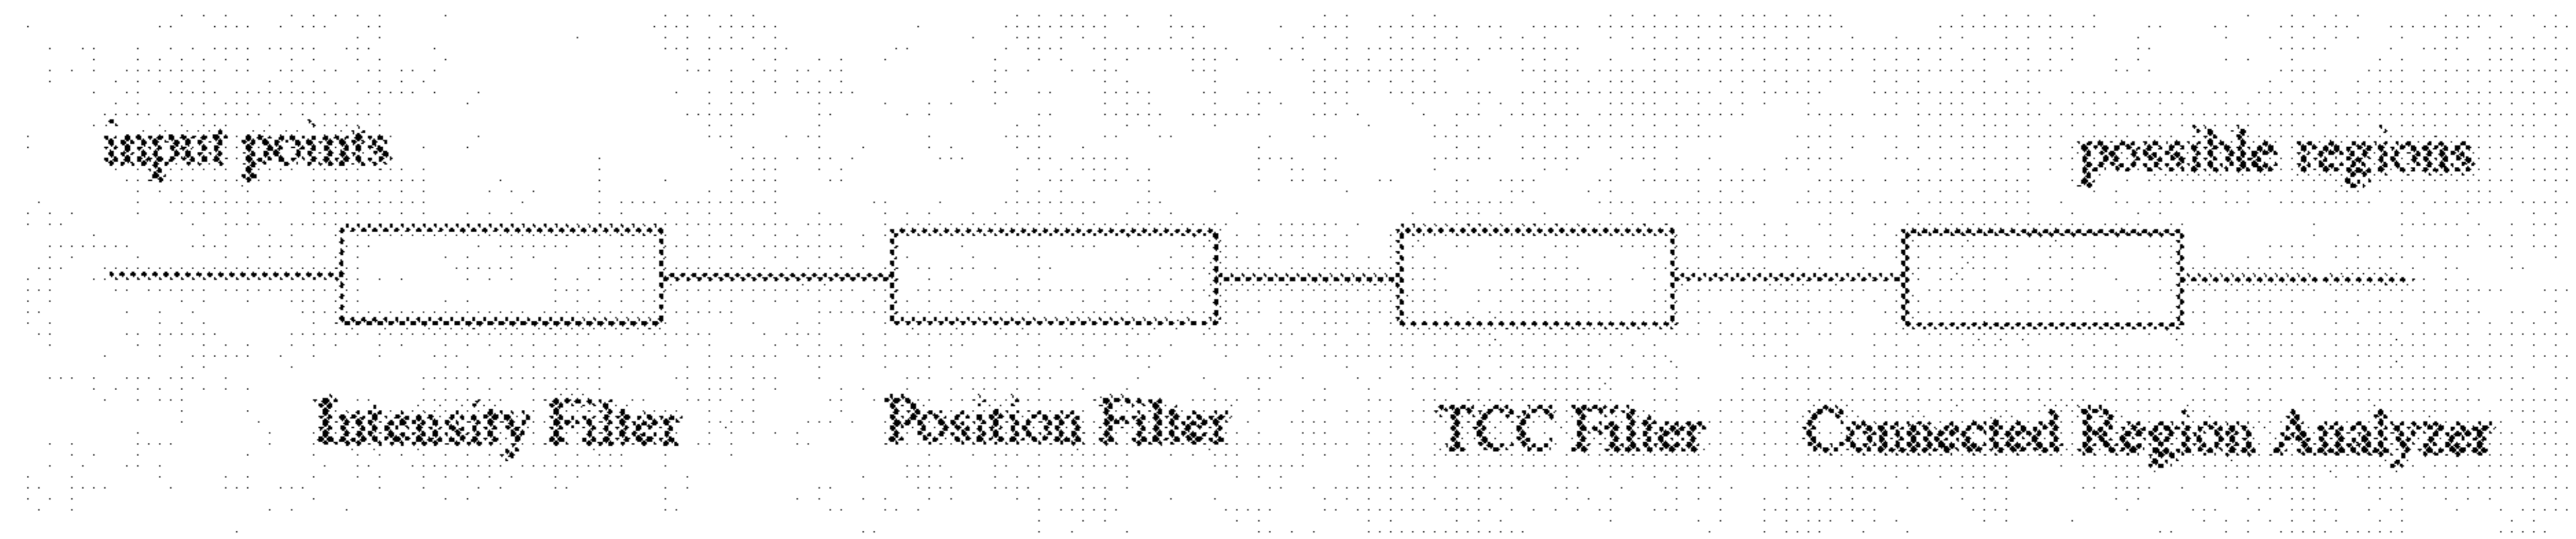 input points
possible regions
Intensity Filter
Position Filter
TCC Filter
Connected Region Analyzer